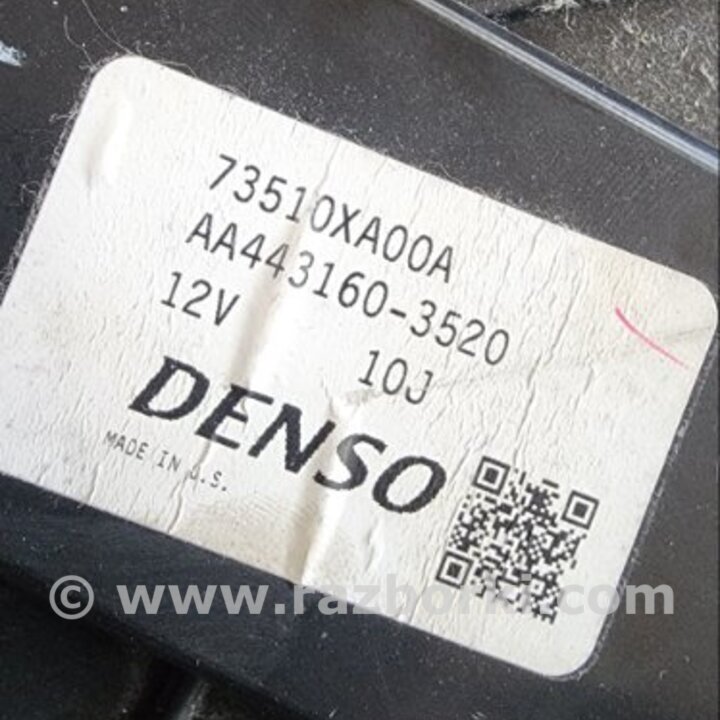 73510XA00A
AA443160-3520
12V 10J
DENSO
MADE IN U.S.
© www.razborki.com